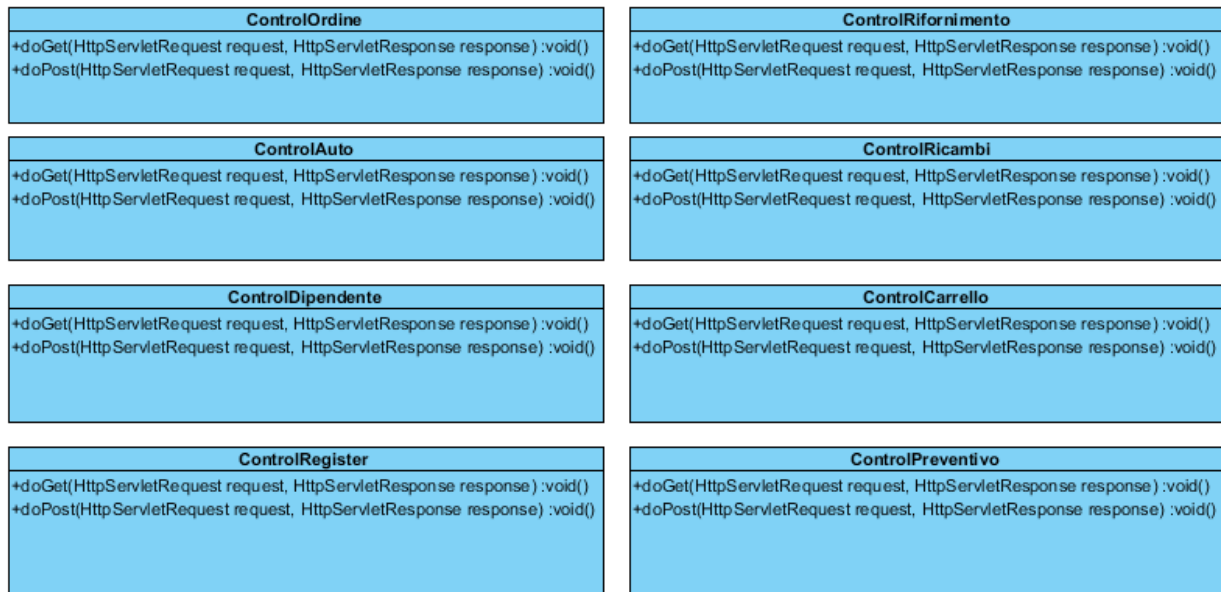 ControlOrdine
+doGet(HttpServletRequest request, HttpServletResponse response) :void()
+doPost(HttpServletRequest request, HttpServletResponse response) :void()
ControlRifornimento
+doGet(HttpServletRequest request, HttpServletResponse response) :void()
+doPost(HttpServletRequest request, HttpServletResponse response) :void()
ControlAuto
+doGet(HttpServletRequest request, HttpServletResponse response) :void()
+doPost(HttpServletRequest request, HttpServletResponse response) :void()
ControlRicambi
+doGet(HttpServletRequest request, HttpServletResponse response) :void()
+doPost(HttpServletRequest request, HttpServletResponse response) :void()
ControlDipendente
+doGet(HttpServletRequest request, HttpServletResponse response) :void()
+doPost(HttpServletRequest request, HttpServletResponse response) :void()
ControlCarrello
+doGet(HttpServletRequest request, HttpServletResponse response) :void()
+doPost(HttpServletRequest request, HttpServletResponse response) :void()
ControlRegister
+doGet(HttpServletRequest request, HttpServletResponse response) :void()
+doPost(HttpServletRequest request, HttpServletResponse response) :void()
ControlPreventivo
+doGet(HttpServletRequest request, HttpServletResponse response) :void()
+doPost(HttpServletRequest request, HttpServletResponse response) :void()